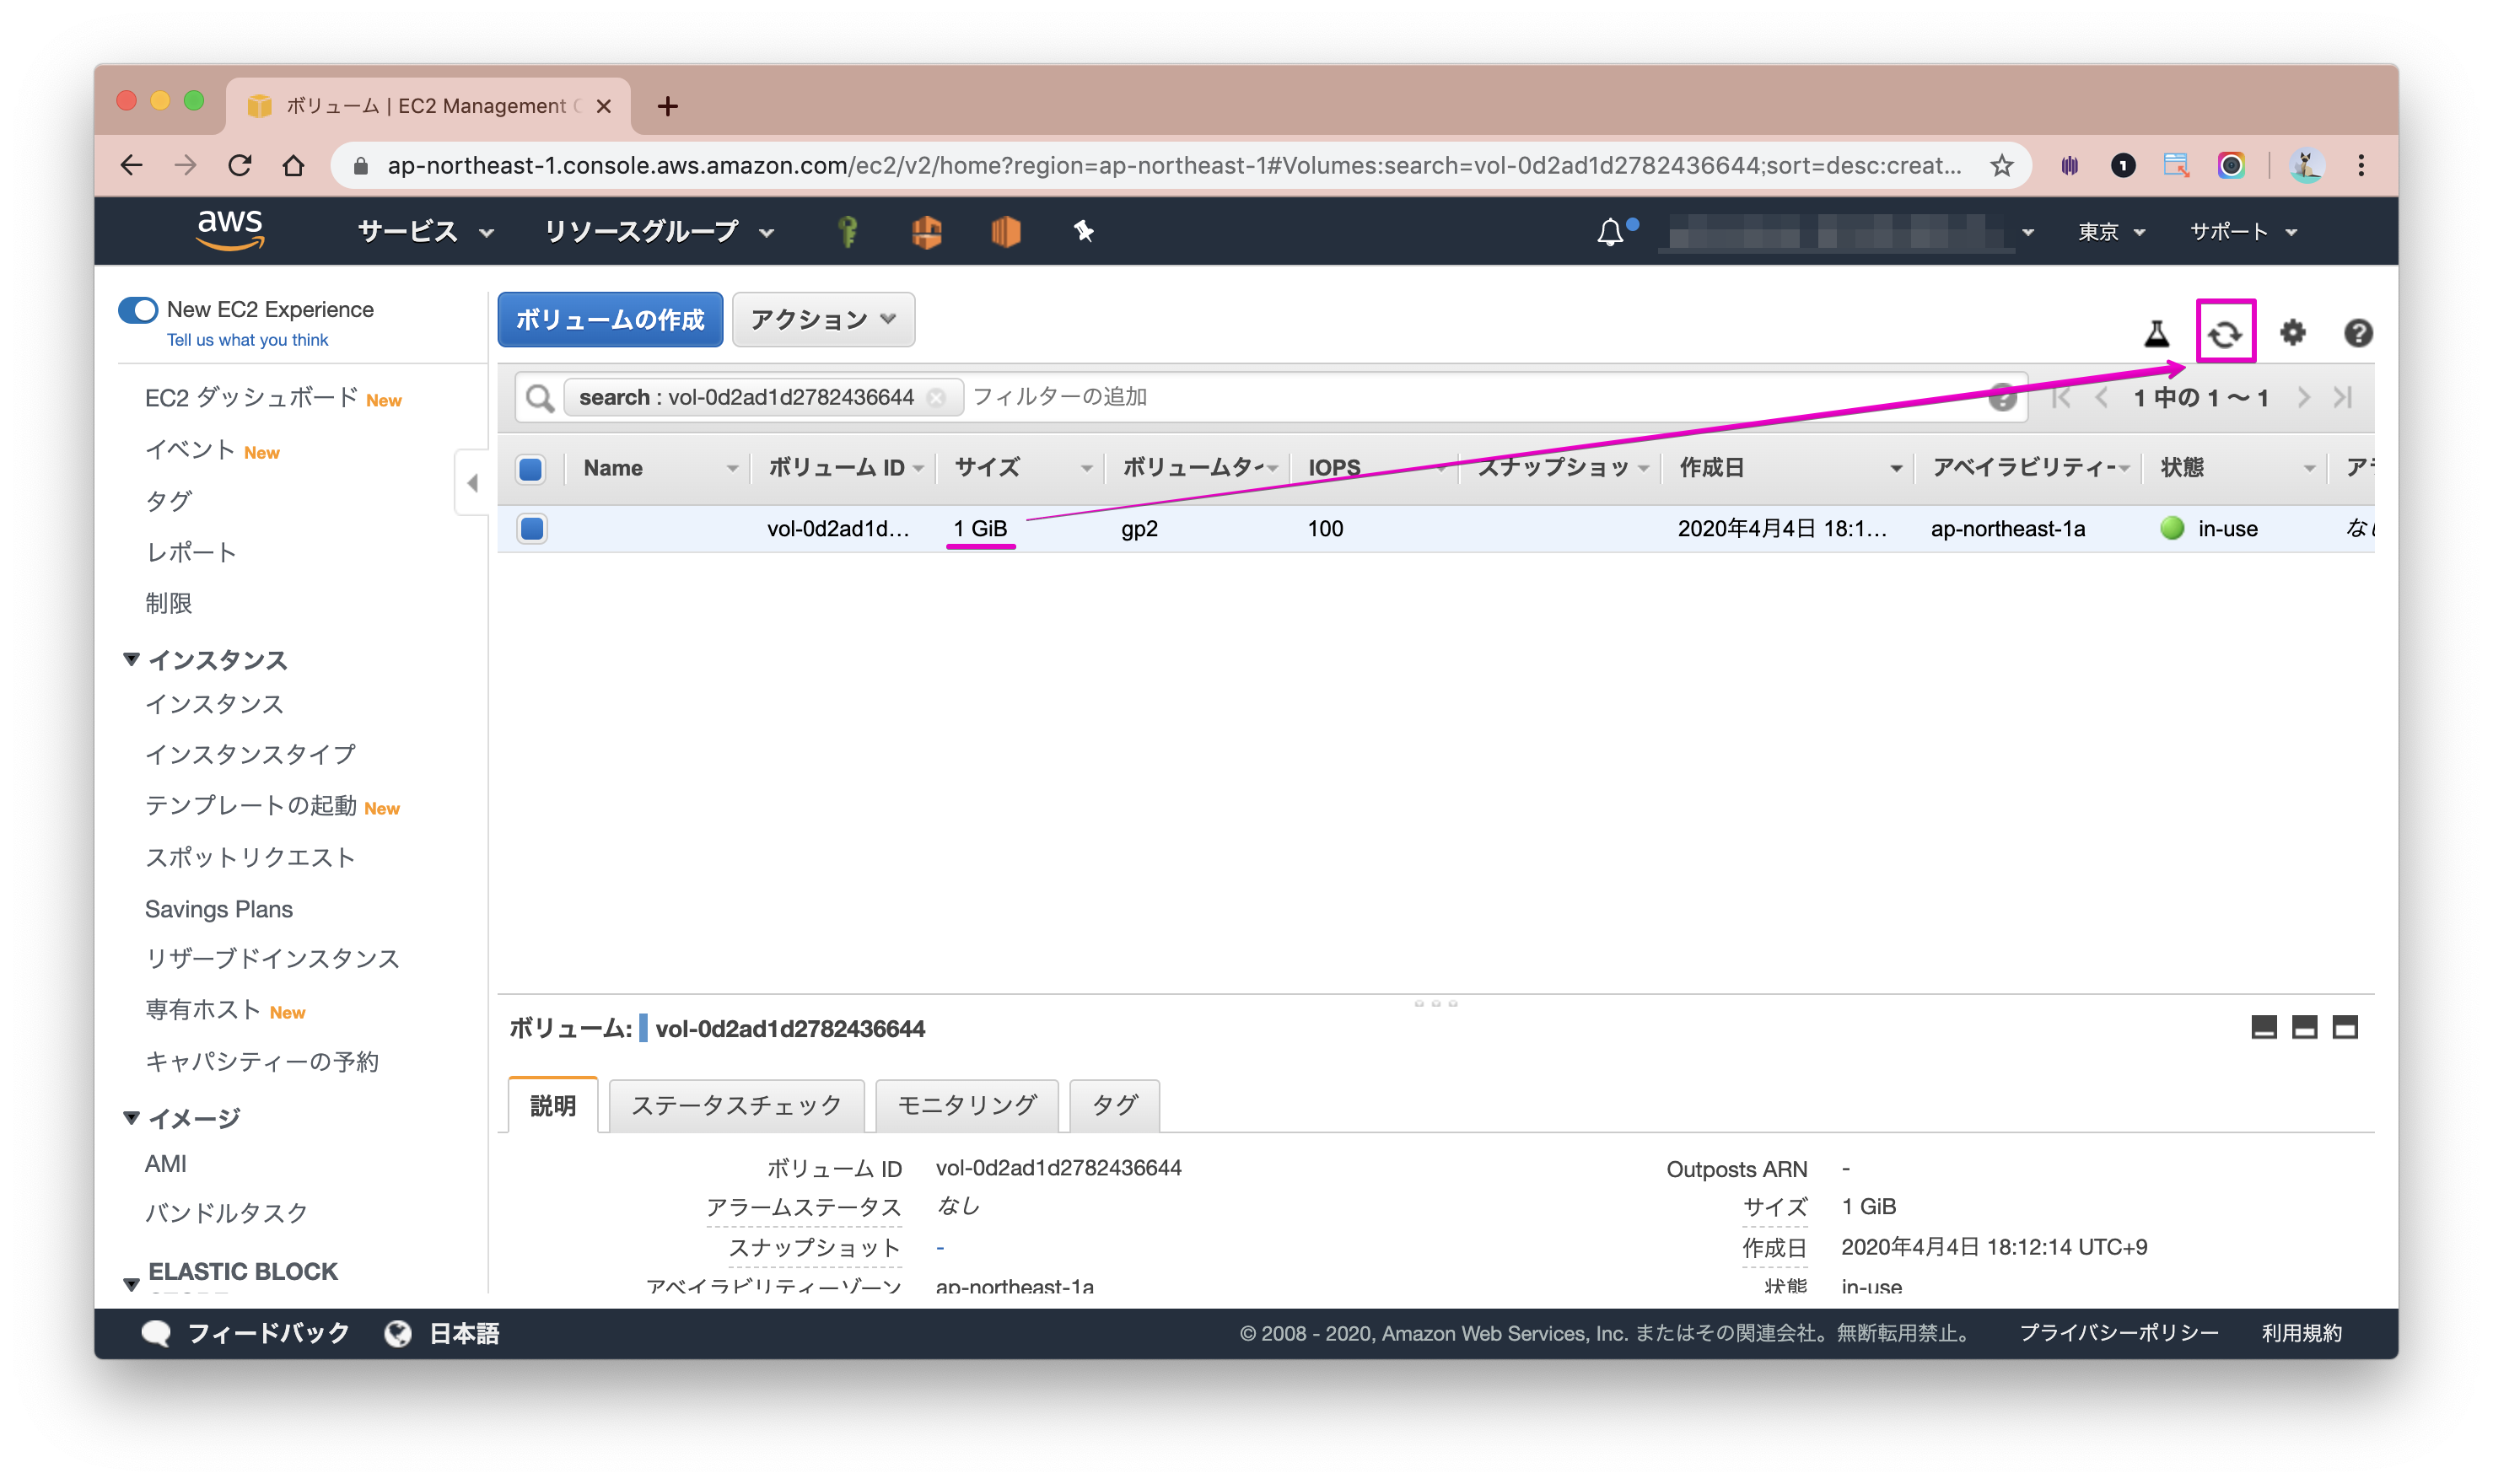 ボリューム | EC2 Management C
ap-northeast-1.console.aws.amazon.com/ec2/v2/home?region=ap-northeast-1#Volumes:search=vol-0d2ad1d2782436644;sort=desc:creat...
aws サービス リソースグループ 東京 サポート
New EC2 Experience
Tell us what you think
EC2 ダッシュボード New
イベント New
タグ
レポート
制限
インスタンス
インスタンス
インスタンスタイプ
テンプレートの起動 New
スポットリクエスト
Savings Plans
リザーブドインスタンス
専有ホスト New
キャパシティーの予約
イメージ
AMI
バンドルタスク
ELASTIC BLOCK
ボリュームの作成 アクション
search : vol-0d2ad1d2782436644 フィルターの追加 1 中の 1 〜 1
Name ボリューム ID サイズ ボリュームタ IOPS スナップショッ 作成日 アベイラビリティー 状態 ア
vol-0d2ad1d... 1 GiB gp2 100 2020年4月4日 18:1... ap-northeast-1a in-use なし
ボリューム: vol-0d2ad1d2782436644
説明 ステータスチェック モニタリング タグ
ボリューム ID vol-0d2ad1d2782436644 Outposts ARN -
アラームステータス なし サイズ 1 GiB
スナップショット - 作成日 2020年4月4日 18:12:14 UTC+9
アベイラビリティーゾーン ap-northeast-1a 状態 in-use
フィードバック 日本語 © 2008 - 2020, Amazon Web Services, Inc. またはその関連会社。無断転用禁止。 プライバシーポリシー 利用規約